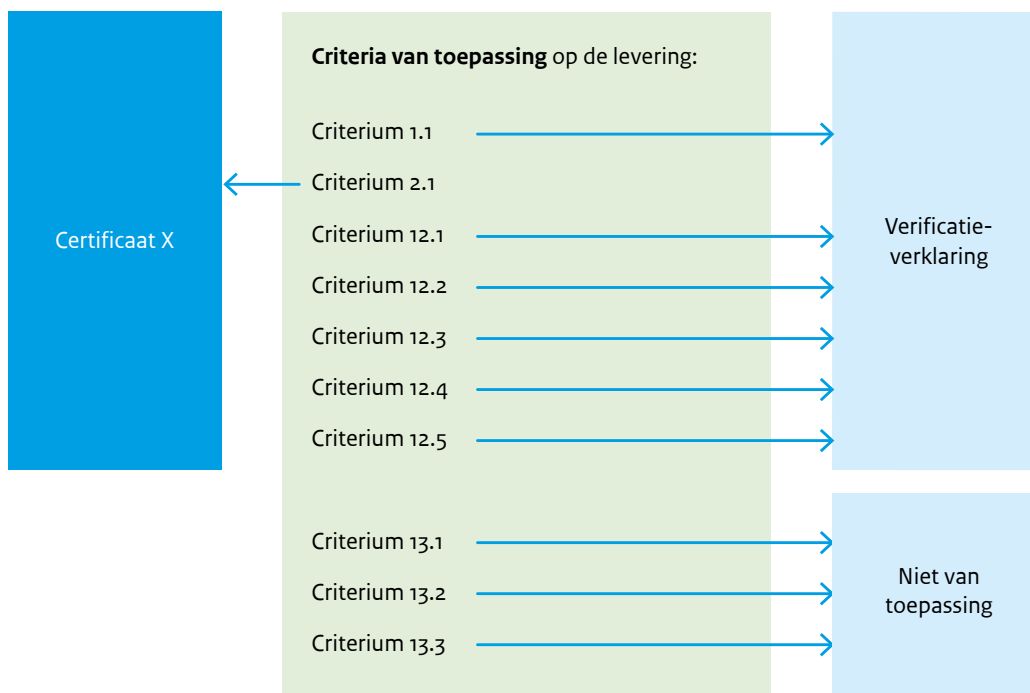 Criteria van toepassing op de levering:
Criterium 1.1
Criterium 2.1
Criterium 12.1
Criterium 12.2
Criterium 12.3
Criterium 12.4
Criterium 12.5
Criterium 13.1
Criterium 13.2
Criterium 13.3
Certificaat X
Verificatie-
verklaring
Niet van
toepassing